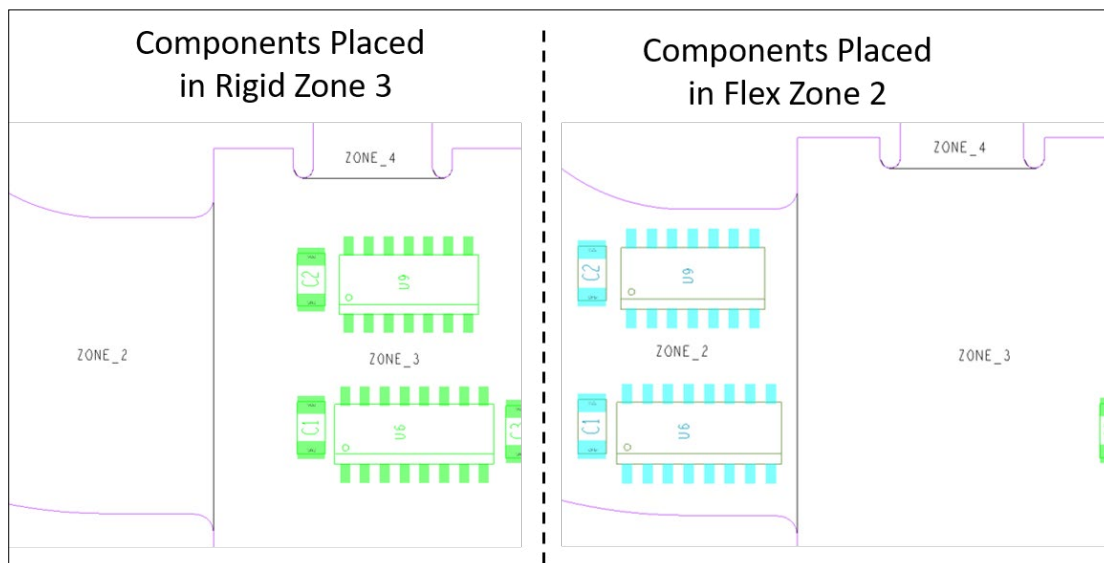 Components Placed
in Rigid Zone 3
ZONE_4
C2
U9
ZONE_2
ZONE_3
C1
U6
C3
Components Placed
in Flex Zone 2
ZONE_4
C2
U9
ZONE_2
ZONE_3
C1
U6